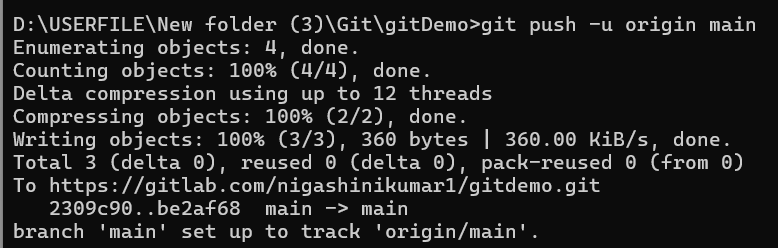 D:\USERFILE\New folder (3)\Git\gitDemo>git push -u origin main
Enumerating objects: 4, done.
Counting objects: 100% (4/4), done.
Delta compression using up to 12 threads
Compressing objects: 100% (2/2), done.
Writing objects: 100% (3/3), 360 bytes | 360.00 KiB/s, done.
Total 3 (delta 0), reused 0 (delta 0), pack-reused 0 (from 0)
To https://gitlab.com/nigashinikumar1/gitdemo.git
   2309c90..be2af68  main -> main
branch 'main' set up to track 'origin/main'.